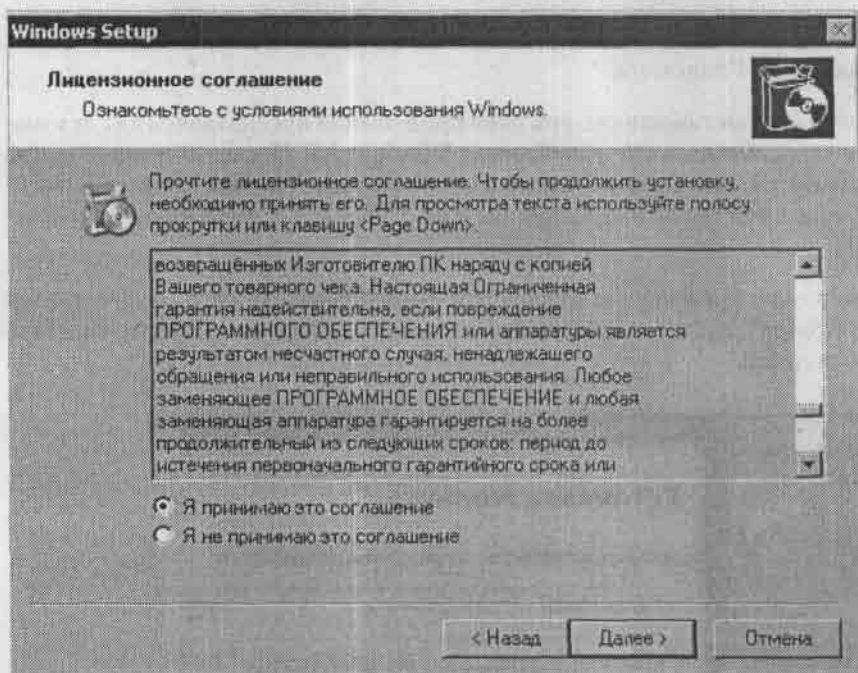 Windows Setup
Лицензионное соглашение
Ознакомьтесь с условиями использования Windows.
Прочтите лицензионное соглашение. Чтобы продолжить установку,
необходимо принять его. Для просмотра текста используйте полосу
прокрутки или клавишу <Page Down>.
возвращённых Изготовителю ПК наряду с копией
Вашего товарного чека. Настоящая Ограниченная
гарантия недействительна, если повреждение
ПРОГРАММНОГО ОБЕСПЕЧЕНИЯ или аппаратуры является
результатом несчастного случая, ненадлежащего
обращения или неправильного использования. Любое
заменяющее ПРОГРАММНОЕ ОБЕСПЕЧЕНИЕ и любая
заменяющая аппаратура гарантируется на более
продолжительный из следующих сроков: период до
истечения первоначального гарантийного срока или
Я принимаю это соглашение
Я не принимаю это соглашение
< Назад
Далее >
Отмена